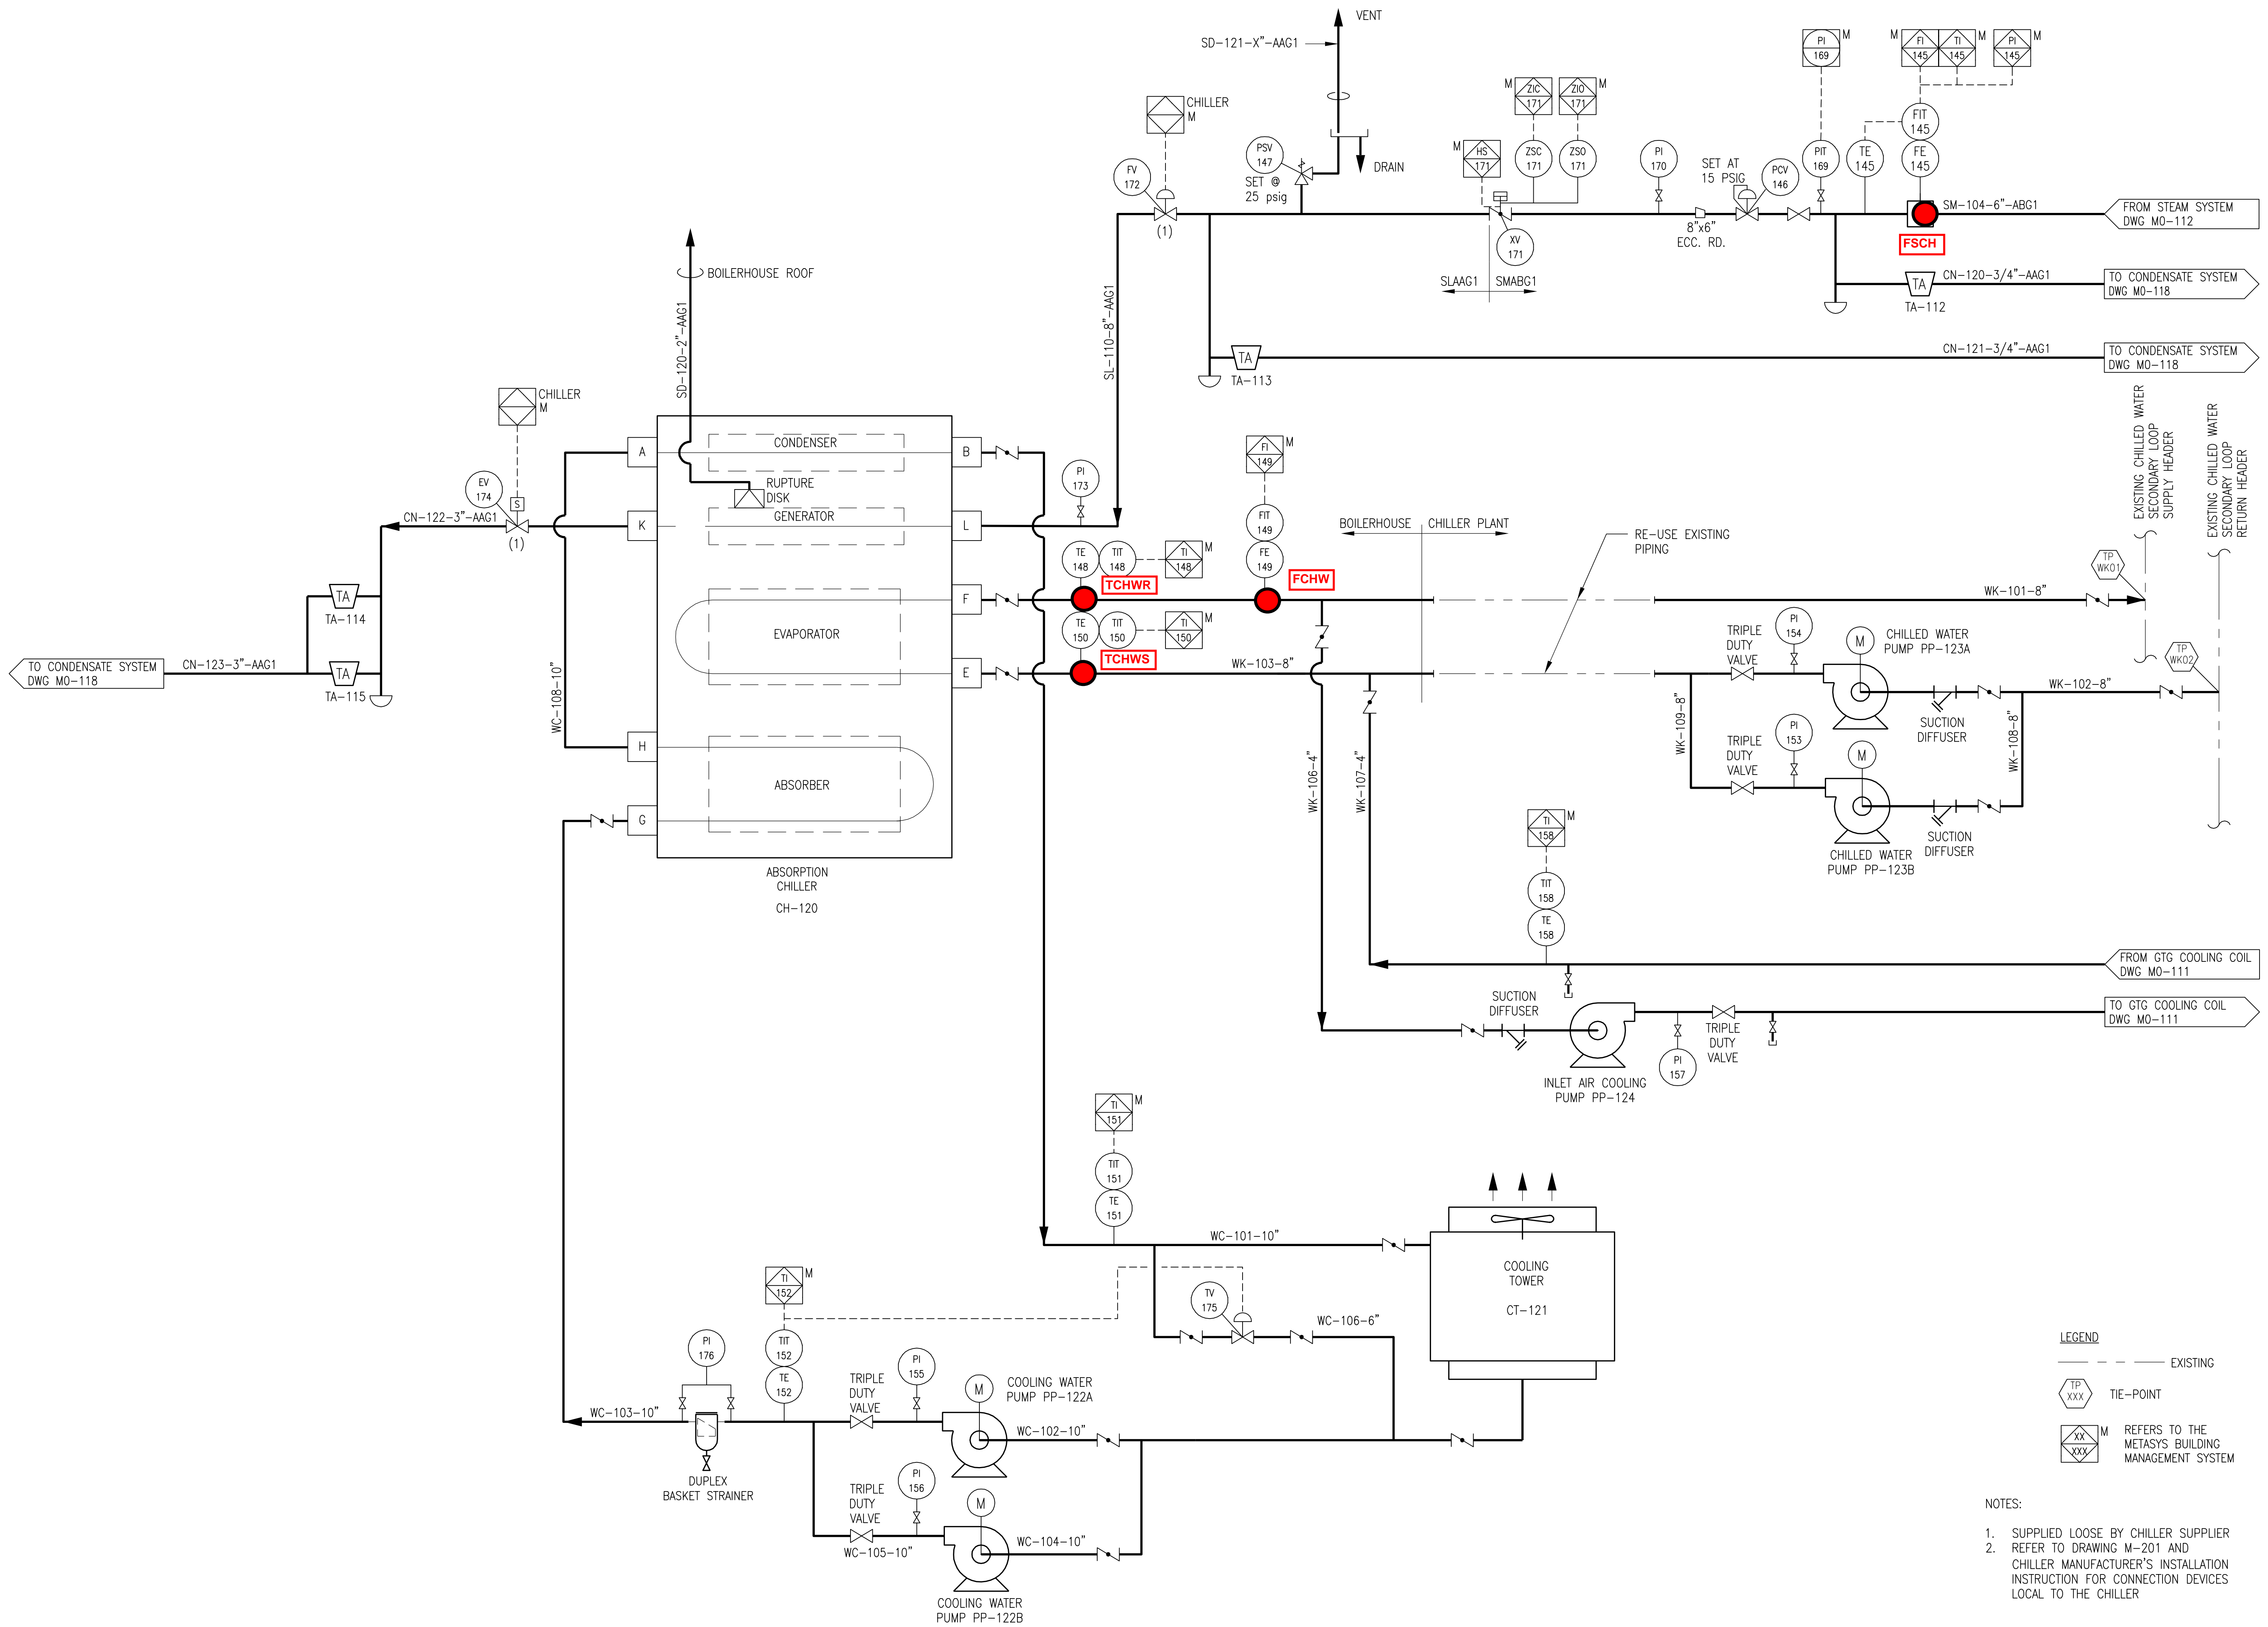 VENT
SD-121-X"-AAG1
DRAIN
CHILLER
M
FV
172
(1)
PSV
147
SET @
25 psig
M
HS
171
M
ZIC
171
ZIO
171
M
ZSC
171
ZSO
171
XV
171
SLAAG1
SMABG1
PI
170
8"x6"
ECC. RD.
SET AT
15 PSIG
PCV
146
PI
169
M
PIT
169
TE
145
M
FI
145
TI
145
M
PI
145
M
FIT
145
FE
145
SM-104-6"-ABG1
FSCH
FROM STEAM SYSTEM
DWG MO-112
CN-120-3/4"-AAG1
TA
TA-112
TO CONDENSATE SYSTEM
DWG MO-118
TA
TA-113
CN-121-3/4"-AAG1
TO CONDENSATE SYSTEM
DWG MO-118
BOILERHOUSE ROOF
SD-120-2"-AAG1
SL-110-8"-AAG1
CHILLER
M
EV
174
S
(1)
CN-122-3"-AAG1
TA
TA-114
TA
TA-115
CN-123-3"-AAG1
TO CONDENSATE SYSTEM
DWG MO-118
WC-108-10"
A
CONDENSER
B
RUPTURE
DISK
K
GENERATOR
L
F
EVAPORATOR
E
H
ABSORBER
G
ABSORPTION
CHILLER
CH-120
PI
173
TE
148
TIT
148
TI
148
M
TCHWR
TE
150
TIT
150
TI
150
M
TCHWS
FI
149
M
FIT
149
FE
149
FCHW
BOILERHOUSE
CHILLER PLANT
RE-USE EXISTING
PIPING
WK-103-8"
WK-101-8"
EXISTING CHILLED WATER
SECONDARY LOOP
SUPPLY HEADER
EXISTING CHILLED WATER
SECONDARY LOOP
RETURN HEADER
TP
WK01
TP
WK02
TRIPLE
DUTY
VALVE
PI
154
M
CHILLED WATER
PUMP PP-123A
SUCTION
DIFFUSER
WK-102-8"
WK-109-8"
WK-108-8"
TRIPLE
DUTY
VALVE
PI
153
M
CHILLED WATER
PUMP PP-123B
SUCTION
DIFFUSER
WK-106-4"
WK-107-4"
TI
158
M
TIT
158
TE
158
FROM GTG COOLING COIL
DWG MO-111
SUCTION
DIFFUSER
INLET AIR COOLING
PUMP PP-124
PI
157
TRIPLE
DUTY
VALVE
TO GTG COOLING COIL
DWG MO-111
TI
151
M
TIT
151
TE
151
WC-101-10"
COOLING
TOWER
CT-121
TV
175
WC-106-6"
TI
152
M
TIT
152
TE
152
PI
176
WC-103-10"
DUPLEX
BASKET STRAINER
TRIPLE
DUTY
VALVE
PI
155
M
COOLING WATER
PUMP PP-122A
WC-102-10"
TRIPLE
DUTY
VALVE
PI
156
M
WC-104-10"
WC-105-10"
COOLING WATER
PUMP PP-122B
LEGEND
EXISTING
TP
XXX
TIE-POINT
XX
XXX
M
REFERS TO THE
METASYS BUILDING
MANAGEMENT SYSTEM
NOTES:
1. SUPPLIED LOOSE BY CHILLER SUPPLIER
2. REFER TO DRAWING M-201 AND
CHILLER MANUFACTURER'S INSTALLATION
INSTRUCTION FOR CONNECTION DEVICES
LOCAL TO THE CHILLER